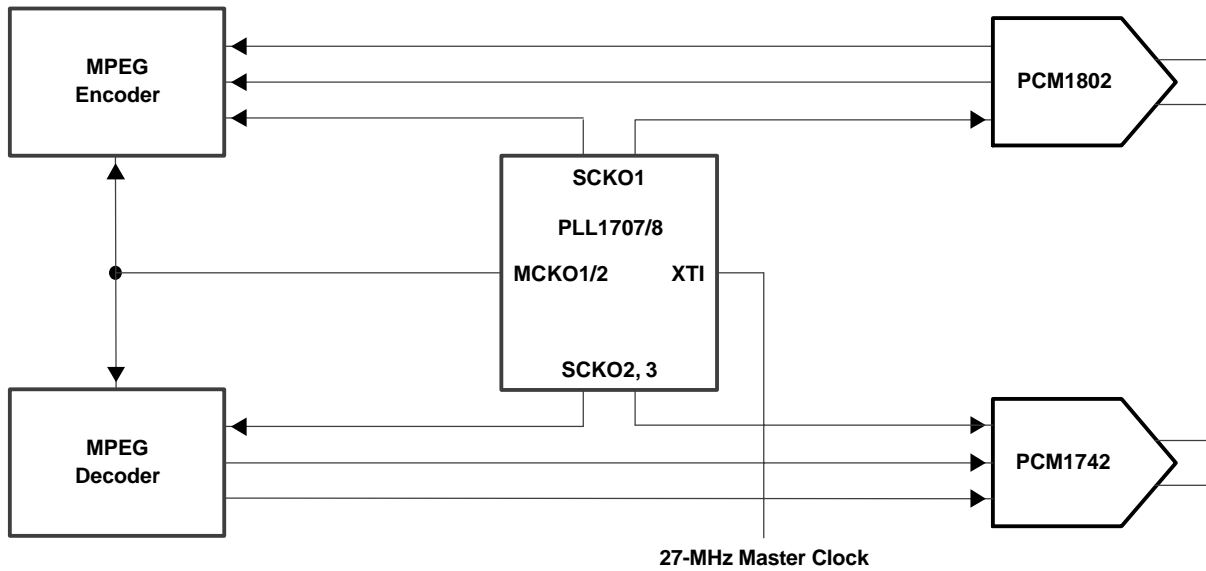 MPEG
Encoder
PCM1802
SCKO1
PLL1707/8
MCKO1/2
XTI
SCKO2, 3
MPEG
Decoder
PCM1742
27-MHz Master Clock